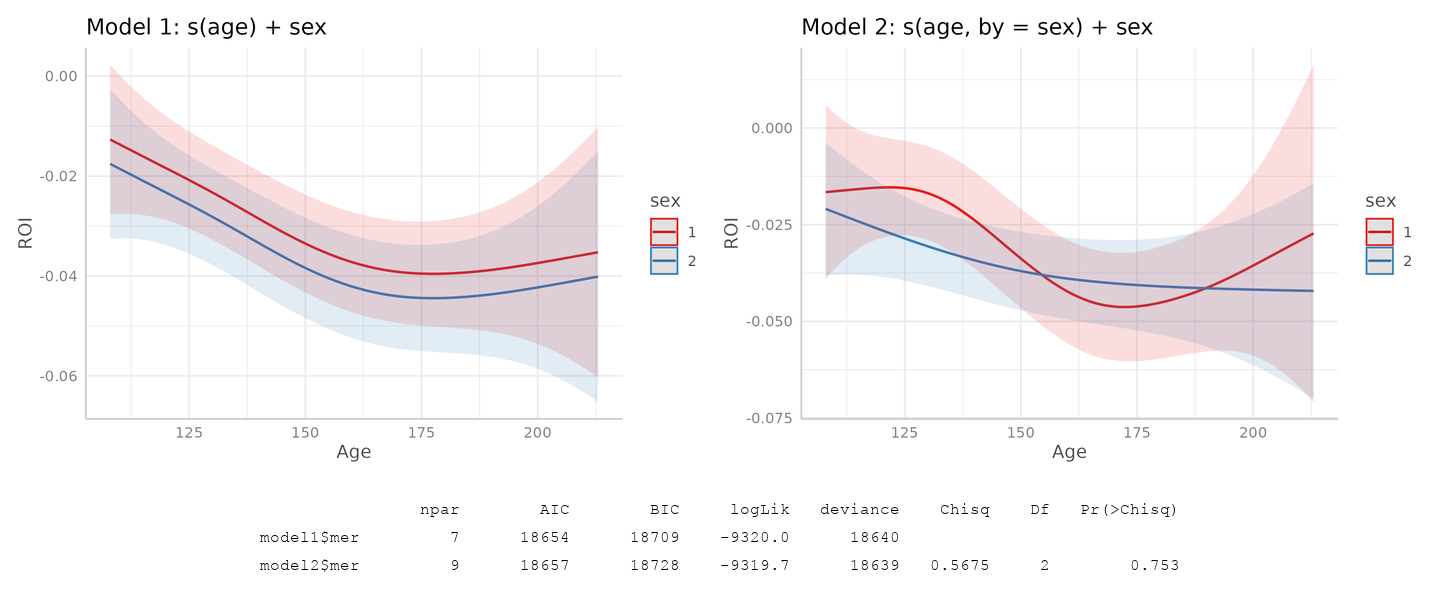 Model 1: s(age) + sex
0.00
-0.02
-0.04
-0.06
ROI
125 150 175 200
Age
sex
1
2
Model 2: s(age, by = sex) + sex
0.000
-0.025
-0.050
-0.075
ROI
125 150 175 200
Age
sex
1
2
npar AIC BIC logLik deviance Chisq Df Pr(>Chisq)
model1$mer 7 18654 18709 -9320.0 18640
model2$mer 9 18657 18728 -9319.7 18639 0.5675 2 0.753